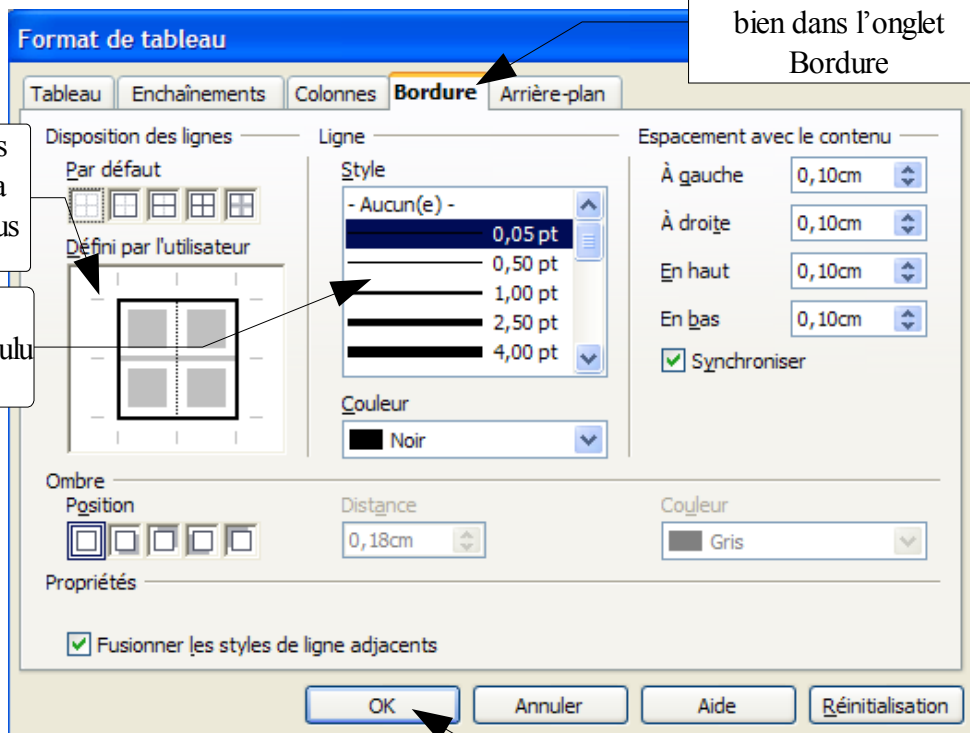 bien dans l’onglet
Bordure
Format de tableau
Tableau Enchaînements Colonnes Bordure Arrière-plan
Disposition des lignes
Par défaut
Défini par l'utilisateur
s
a
us
ulu
Ligne
Style
- Aucun(e) -
0,05 pt
0,50 pt
1,00 pt
2,50 pt
4,00 pt
Couleur
Noir
Espacement avec le contenu
À gauche 0,10cm
À droite 0,10cm
En haut 0,10cm
En bas 0,10cm
Synchroniser
Ombre
Position
Distance
0,18cm
Couleur
Gris
Propriétés
Fusionner les styles de ligne adjacents
OK Annuler Aide Réinitialisation